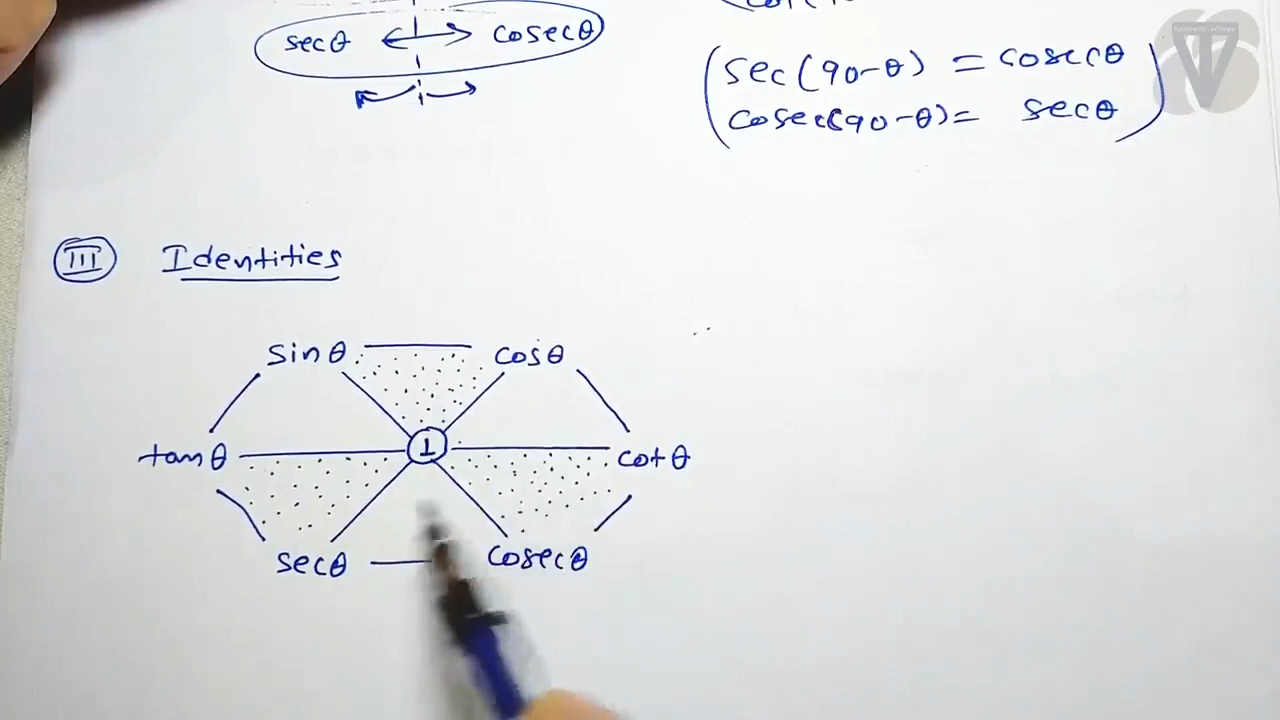 secθ ↔ cosecθ
sec(90-θ) = cosecθ
cosec(90-θ) = secθ
III Identities
sinθ cosθ
tanθ 1 cotθ
secθ cosecθ